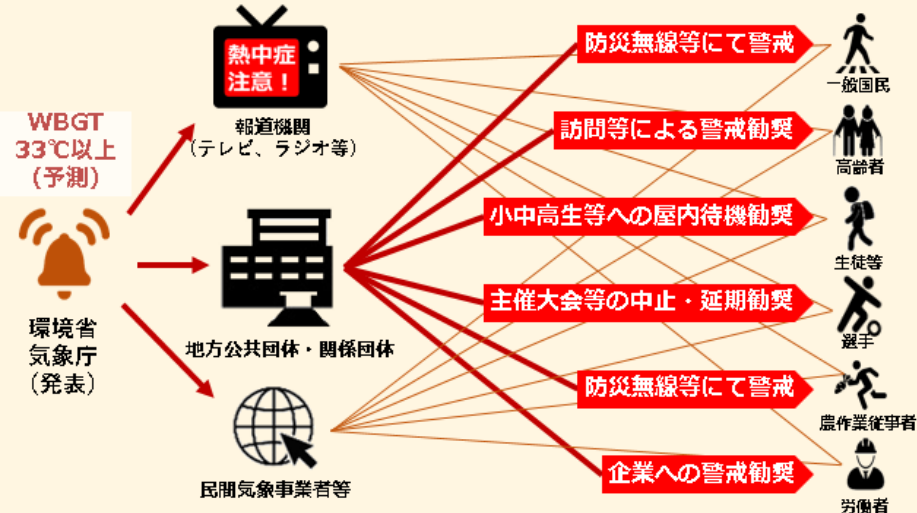 熱中症
注意！
報道機関
（テレビ、ラジオ等）
WBGT
33℃以上
(予測)
環境省
気象庁
（発表）
地方公共団体・関係団体
民間気象事業者等
防災無線等にて警戒
訪問等による警戒勧奨
小中高生等への屋内待機勧奨
主催大会等の中止・延期勧奨
防災無線等にて警戒
企業への警戒勧奨
一般国民
高齢者
生徒等
選手
農作業従事者
労働者